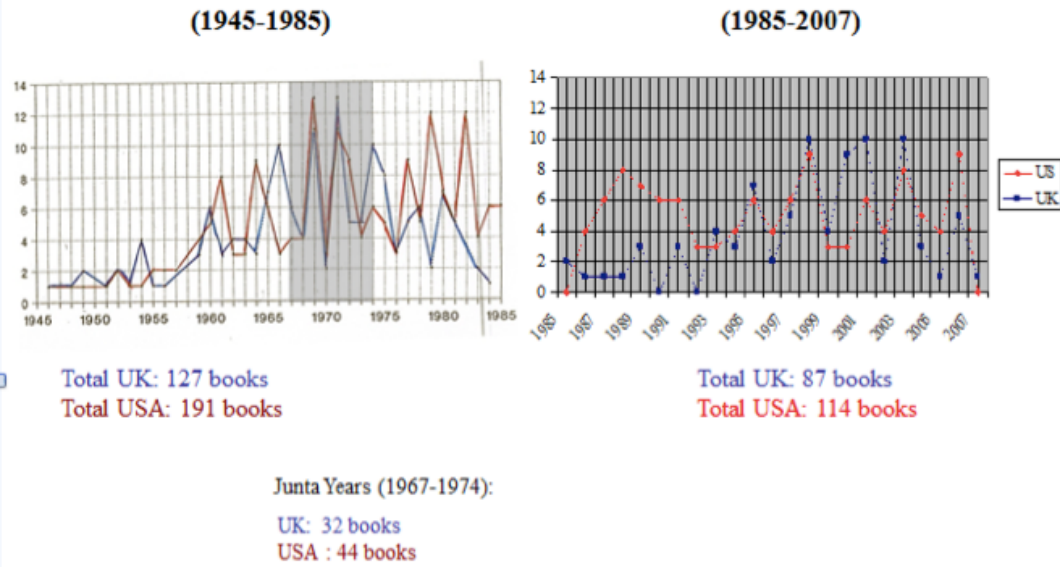 (1945-1985)
14
12
10
8
6
4
2
0
1945 1950 1955 1960 1965 1970 1975 1980 1985
Total UK: 127 books
Total USA: 191 books
(1985-2007)
14
12
10
8
6
4
2
0
1985 1987 1989 1991 1993 1995 1997 1999 2001 2003 2005 2007
US
UK
Total UK: 87 books
Total USA: 114 books
Junta Years (1967-1974):
UK: 32 books
USA : 44 books